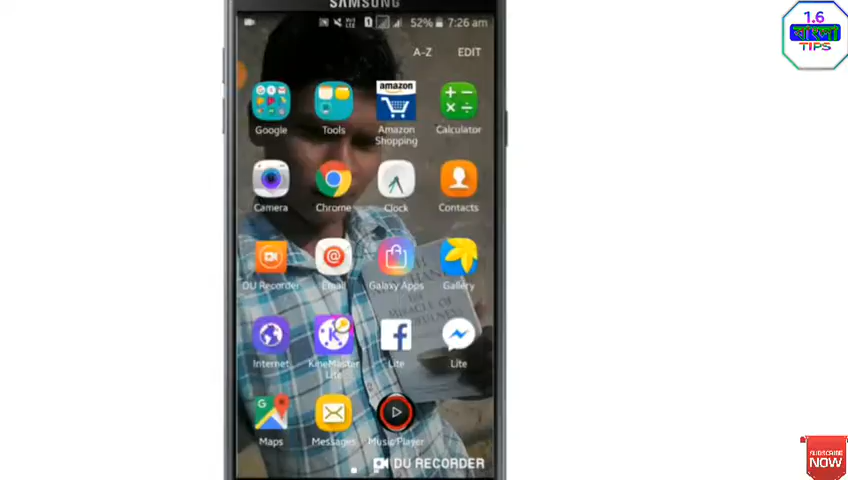 SAMSUNG
1.6
বাংলা
TIPS
52% 7:26 am
A-Z EDIT
Google Tools Amazon Shopping Calculator
amazon
Camera Chrome Clock Contacts
DU Recorder Email Galaxy Apps Gallery
Internet KineMaster Lite Lite Lite
Maps Messages Music Player
DU RECORDER
SUBSCRIBE
NOW